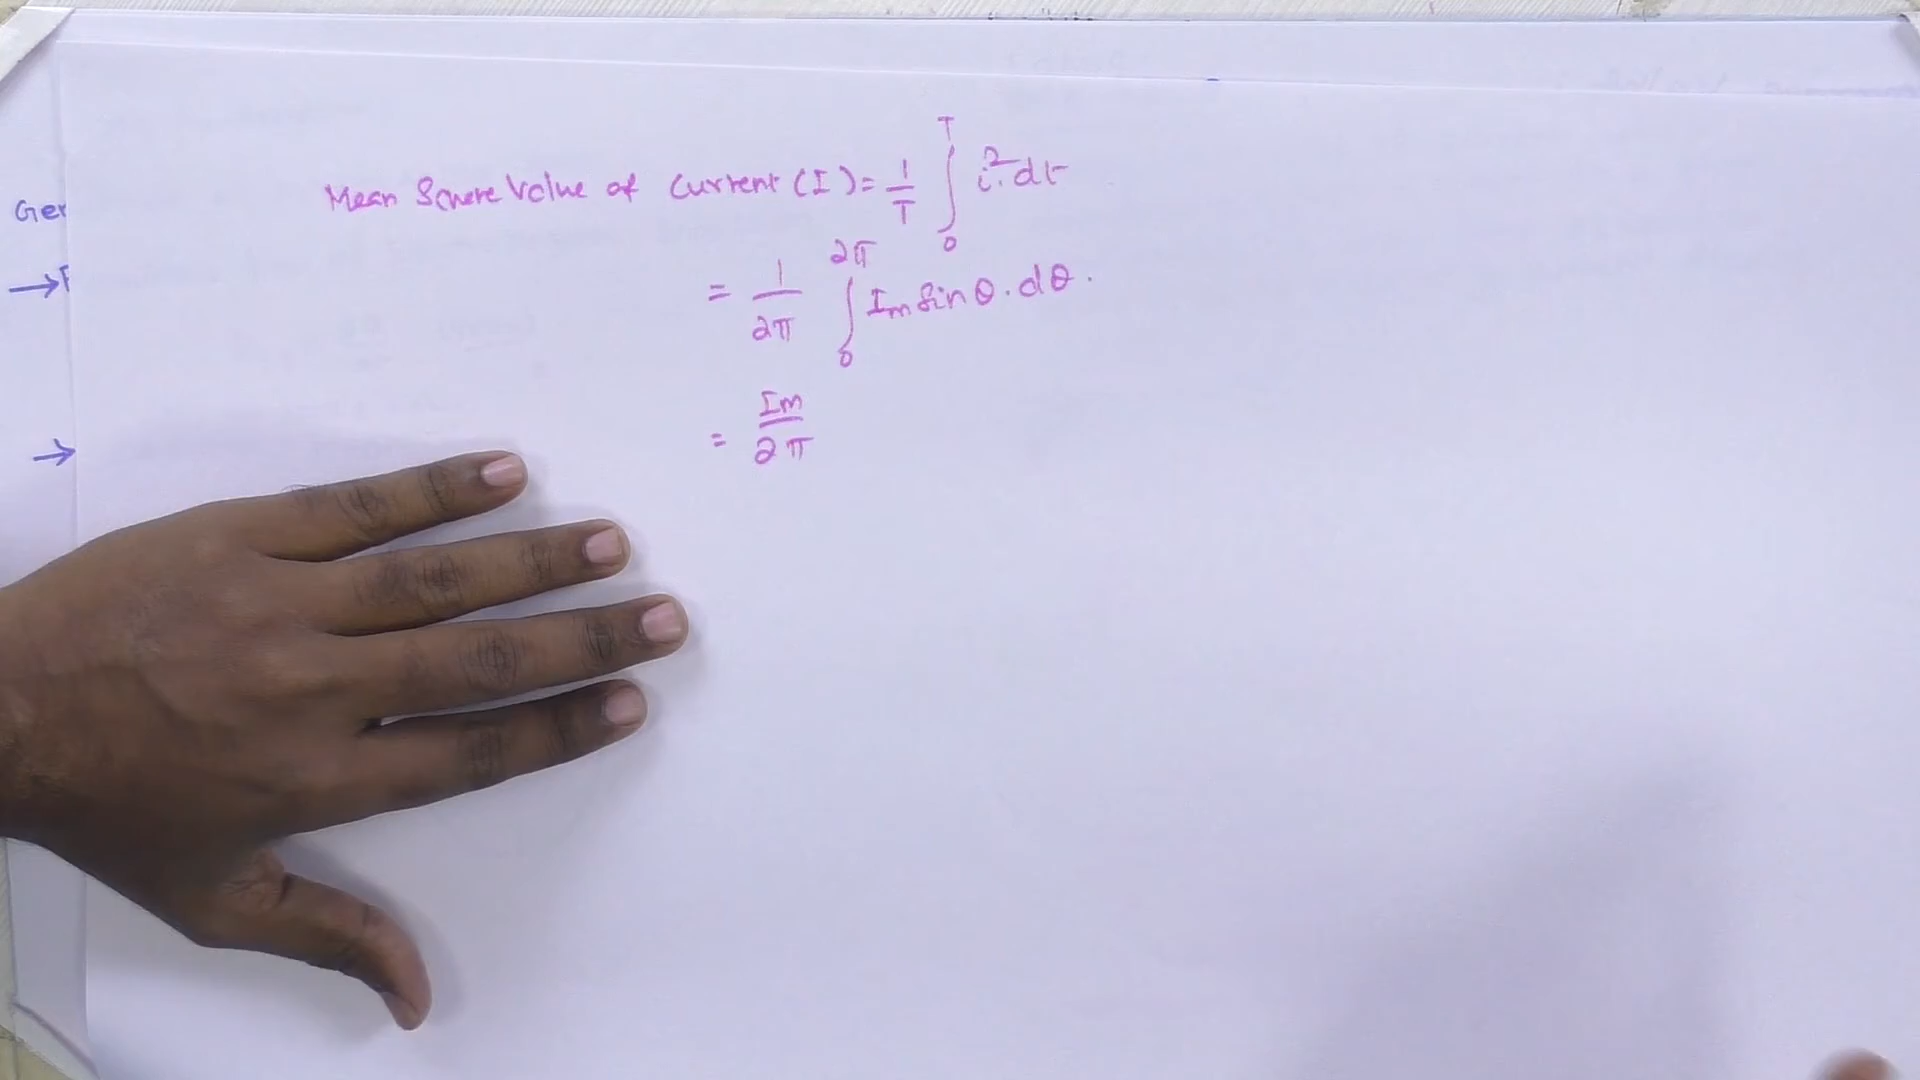 Mean Square Value of Current (I) = 1/T ∫₀ᵀ i².dt
= 1/2π ∫₀²π Im Sin θ . dθ .
= Im/2π
Ger
→
→